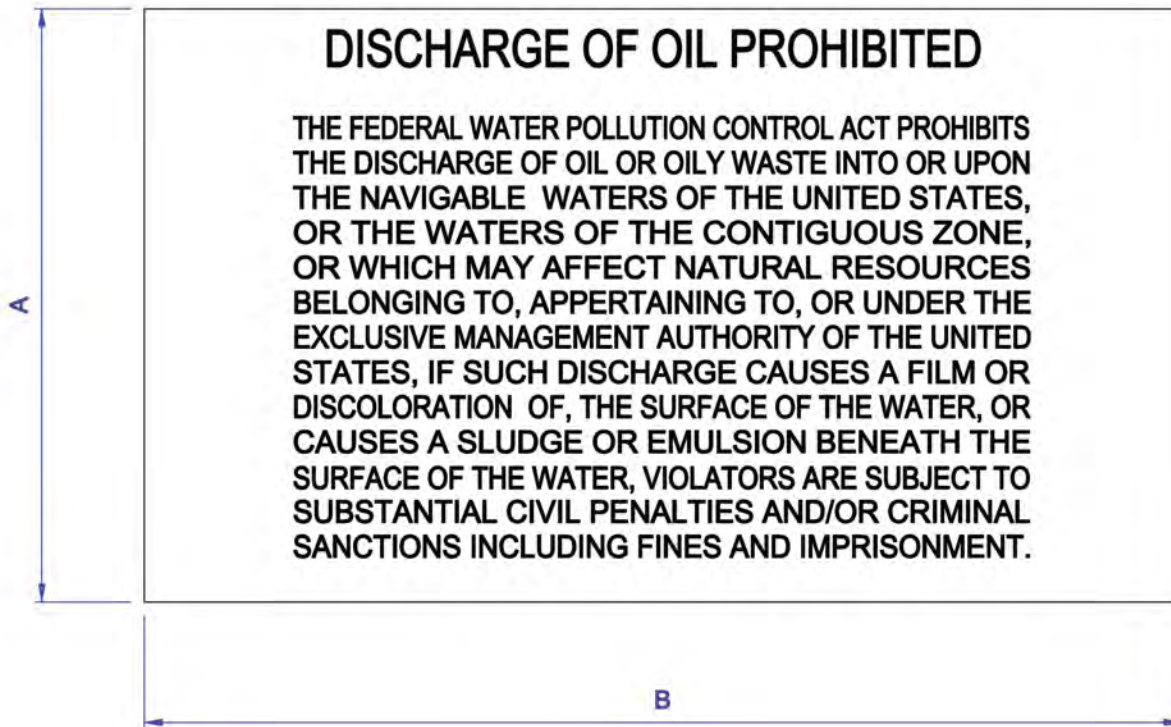 DISCHARGE OF OIL PROHIBITED
THE FEDERAL WATER POLLUTION CONTROL ACT PROHIBITS
THE DISCHARGE OF OIL OR OILY WASTE INTO OR UPON
THE NAVIGABLE WATERS OF THE UNITED STATES,
OR THE WATERS OF THE CONTIGUOUS ZONE,
OR WHICH MAY AFFECT NATURAL RESOURCES
BELONGING TO, APPERTAINING TO, OR UNDER THE
EXCLUSIVE MANAGEMENT AUTHORITY OF THE UNITED
STATES, IF SUCH DISCHARGE CAUSES A FILM OR
DISCOLORATION OF, THE SURFACE OF THE WATER, OR
CAUSES A SLUDGE OR EMULSION BENEATH THE
SURFACE OF THE WATER, VIOLATORS ARE SUBJECT TO
SUBSTANTIAL CIVIL PENALTIES AND/OR CRIMINAL
SANCTIONS INCLUDING FINES AND IMPRISONMENT.
A
B